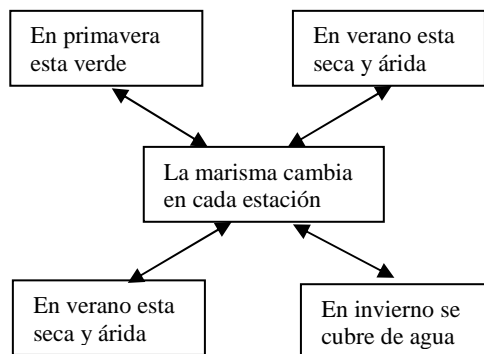 En primavera
esta verde
En verano esta
seca y árida
La marisma cambia
en cada estación
En verano esta
seca y árida
En invierno se
cubre de agua